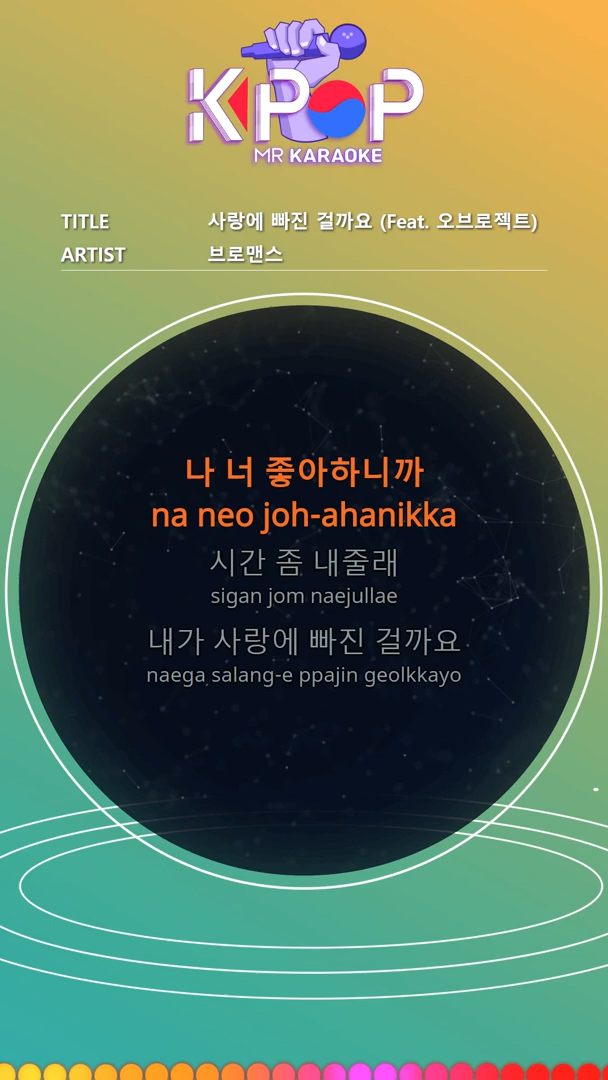 KPOP
MR KARAOKE
TITLE 사랑에 빠진 걸까요 (Feat. 오브로젝트)
ARTIST 브로맨스
나 너 좋아하니까
na neo joh-ahanikka
시간 좀 내줄래
sigan jom naejullae
내가 사랑에 빠진 걸까요
naega salang-e ppajin geolkkayo